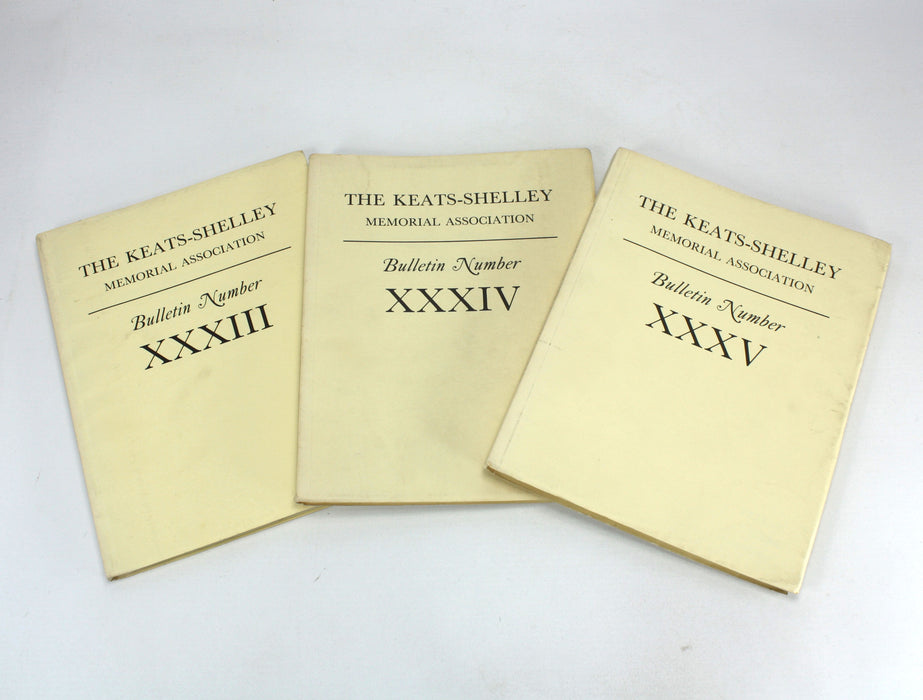 THE KEATS-SHELLEY
MEMORIAL ASSOCIATION
Bulletin Number
XXXIII
THE KEATS-SHELLEY
MEMORIAL ASSOCIATION
Bulletin Number
XXXIV
THE KEATS-SHELLEY
MEMORIAL ASSOCIATION
Bulletin Number
XXXV